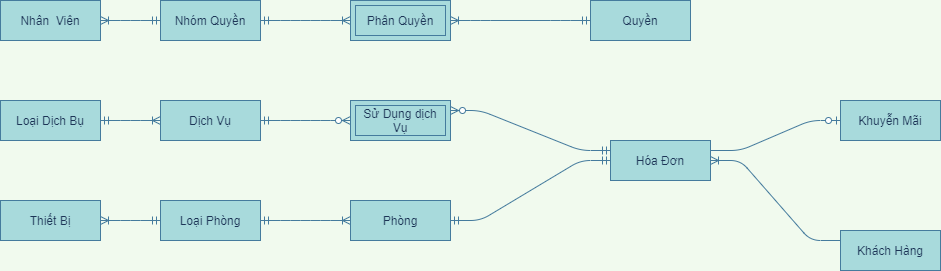 Nhân Viên
Nhóm Quyền
Phân Quyền
Quyền
Loại Dịch Bụ
Dịch Vụ
Sử Dụng dịch
Vụ
Khuyễn Mãi
Hóa Đơn
Thiết Bị
Loại Phòng
Phòng
Khách Hàng